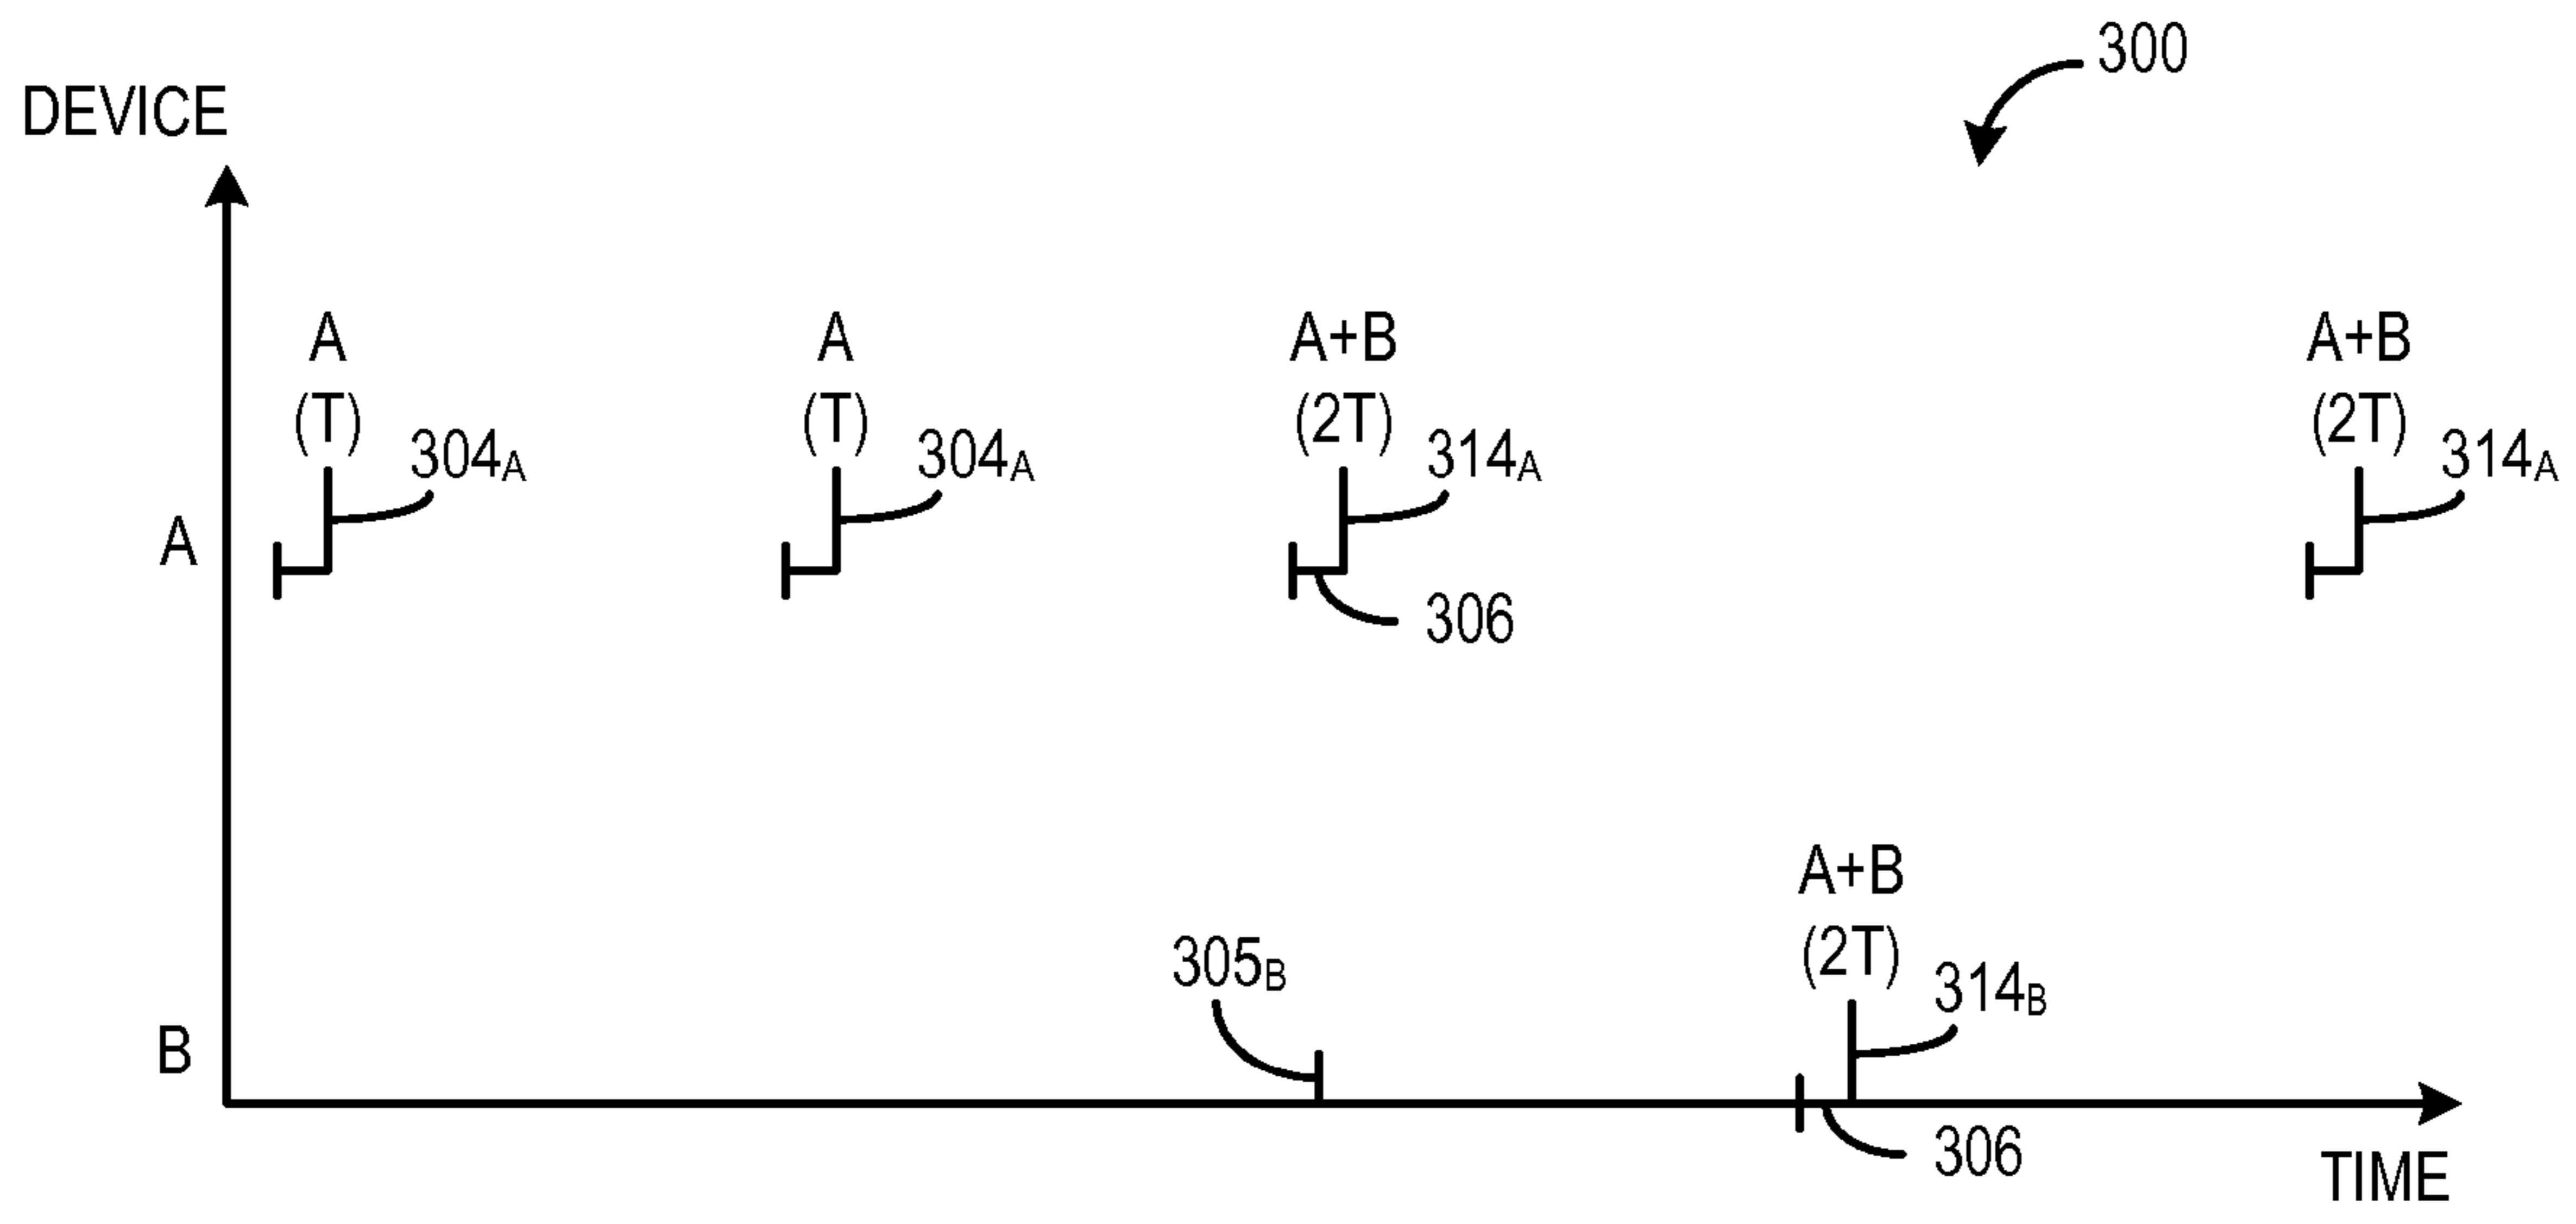 300
DEVICE
A
(T)
304A
A
(T)
304A
A+B
(2T)
314A
306
A+B
(2T)
314A
A
A+B
(2T)
314B
305B
B
306
TIME